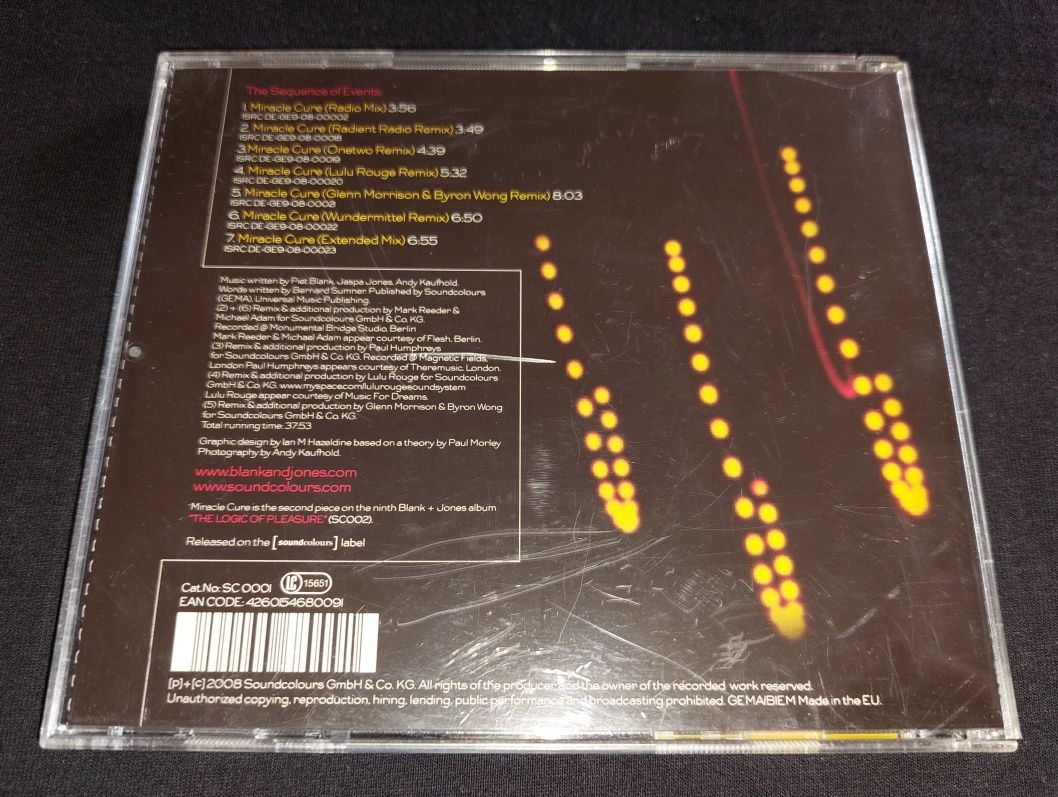 The Sequence of Events:
1. Miracle Cure (Radio Mix) 3:56
ISRC DE-GE9-08-00002
2. Miracle Cure (Radient Radio Remix) 3:49
ISRC DE-GE9-08-00018
3. Miracle Cure (Onetwo Remix) 4:39
ISRC DE-GE9-08-00019
4. Miracle Cure (Lulu Rouge Remix) 5:32
ISRC DE-GE9-08-00020
5. Miracle Cure (Glenn Morrison & Byron Wong Remix) 8:03
ISRC DE-GE9-08-0002
6. Miracle Cure (Wundermittel Remix) 6:50
ISRC DE-GE9-08-00022
7. Miracle Cure (Extended Mix) 6:55
ISRC DE-GE9-08-00023
Music written by Piet Blank, Jaspa Jones, Andy Kaufhold.
Words written by Bernard Sumner. Published by Soundcolours
(GEMA), Universal Music Publishing.
(2) + (6) Remix & additional production by Mark Reeder &
Michael Adam for Soundcolours GmbH & Co. KG.
Recorded @ Monumental Bridge Studio, Berlin
Mark Reeder & Michael Adam appear courtesy of Flesh, Berlin.
(3) Remix & additional production by Paul Humphreys
for Soundcolours GmbH & Co. KG. Recorded @ Magnetic Fields,
London Paul Humphreys appears courtesy of Theremusic, London.
(4) Remix & additional production by Lulu Rouge for Soundcolours
GmbH & Co. KG. www.myspace.com/lulurougesoundsystem
Lulu Rouge appear courtesy of Music For Dreams.
(5) Remix & additional production by Glenn Morrison & Byron Wong
for Soundcolours GmbH & Co. KG.
Total running time: 37:53
Graphic design by Ian M Hazeldine based on a theory by Paul Morley
Photography by Andy Kaufhold.
www.blankandjones.com
www.soundcolours.com
'Miracle Cure is the second piece on the ninth Blank + Jones album
"THE LOGIC OF PLEASURE" (SC002).
Released on the [soundcolours] label
Cat.No: SC 0001 LC 15651
EAN CODE: 4260154680091
[p]+[c] 2008 Soundcolours GmbH & Co. KG. All rights of the producer and the owner of the recorded work reserved.
Unauthorized copying, reproduction, hiring, lending, public performance and broadcasting prohibited. GEMA/BIEM Made in the EU.